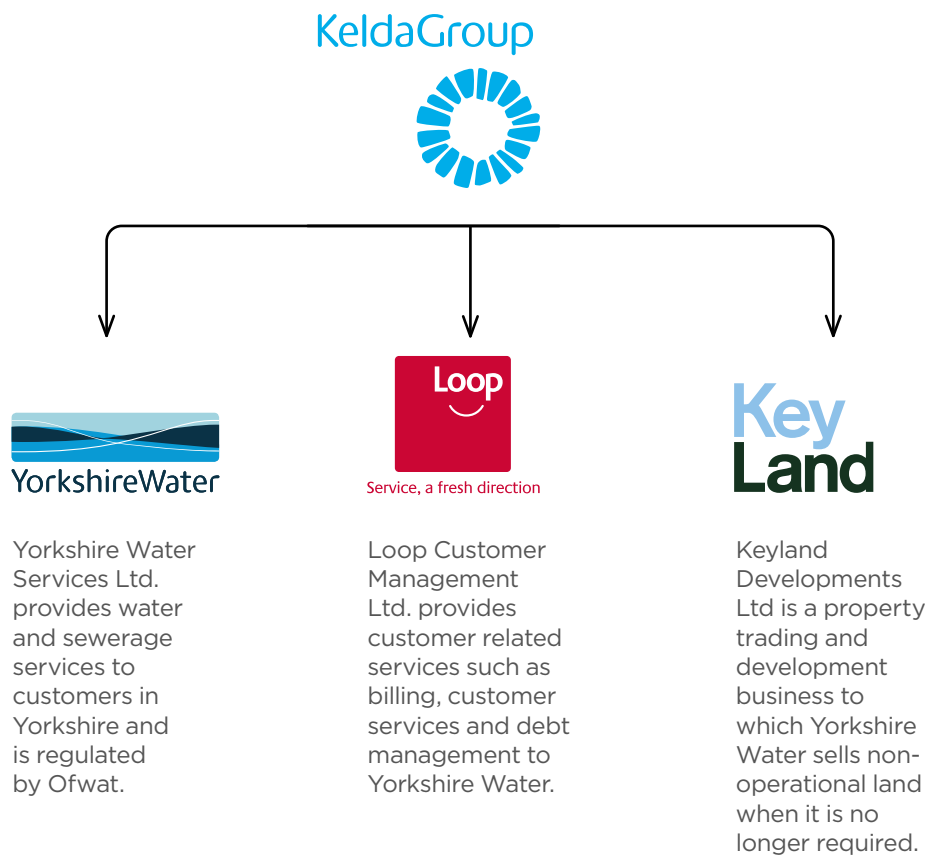 KeldaGroup
YorkshireWater
Yorkshire Water
Services Ltd.
provides water
and sewerage
services to
customers in
Yorkshire and
is regulated
by Ofwat.
Loop
Service, a fresh direction
Loop Customer
Management
Ltd. provides
customer related
services such as
billing, customer
services and debt
management to
Yorkshire Water.
Key
Land
Keyland
Developments
Ltd is a property
trading and
development
business to
which Yorkshire
Water sells non-
operational land
when it is no
longer required.